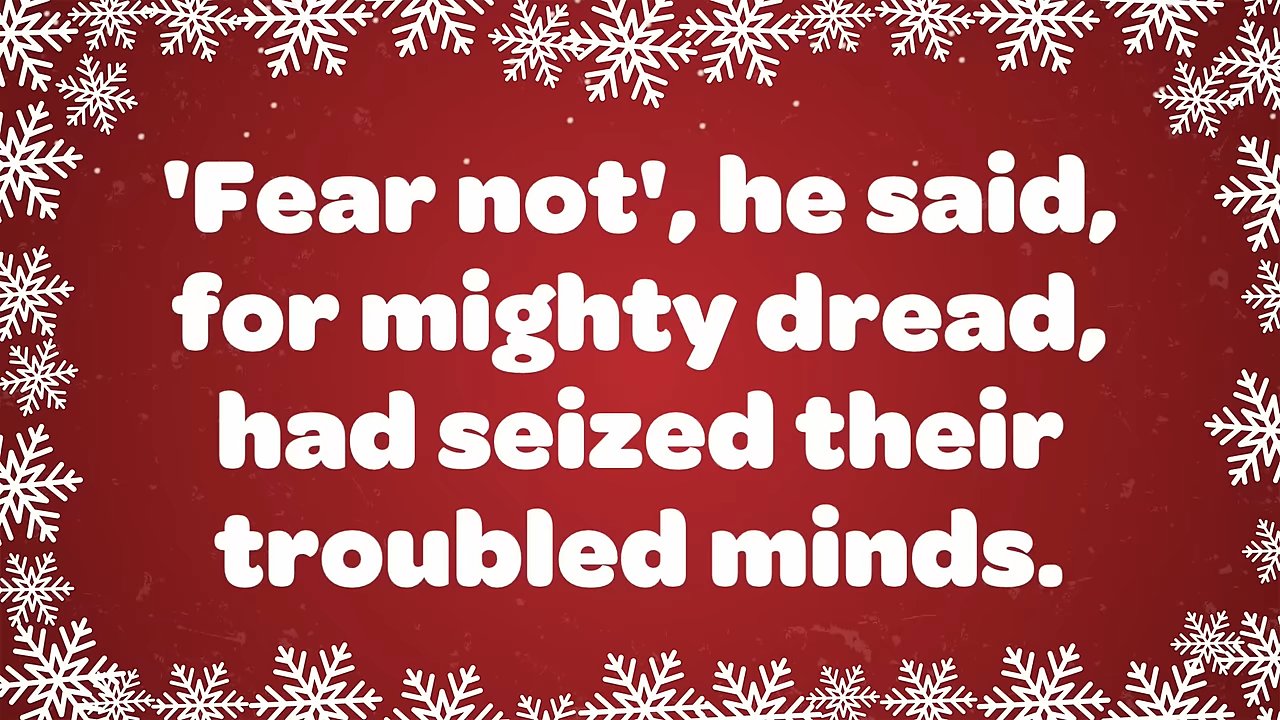 'Fear not', he said,
for mighty dread,
had seized their
troubled minds.